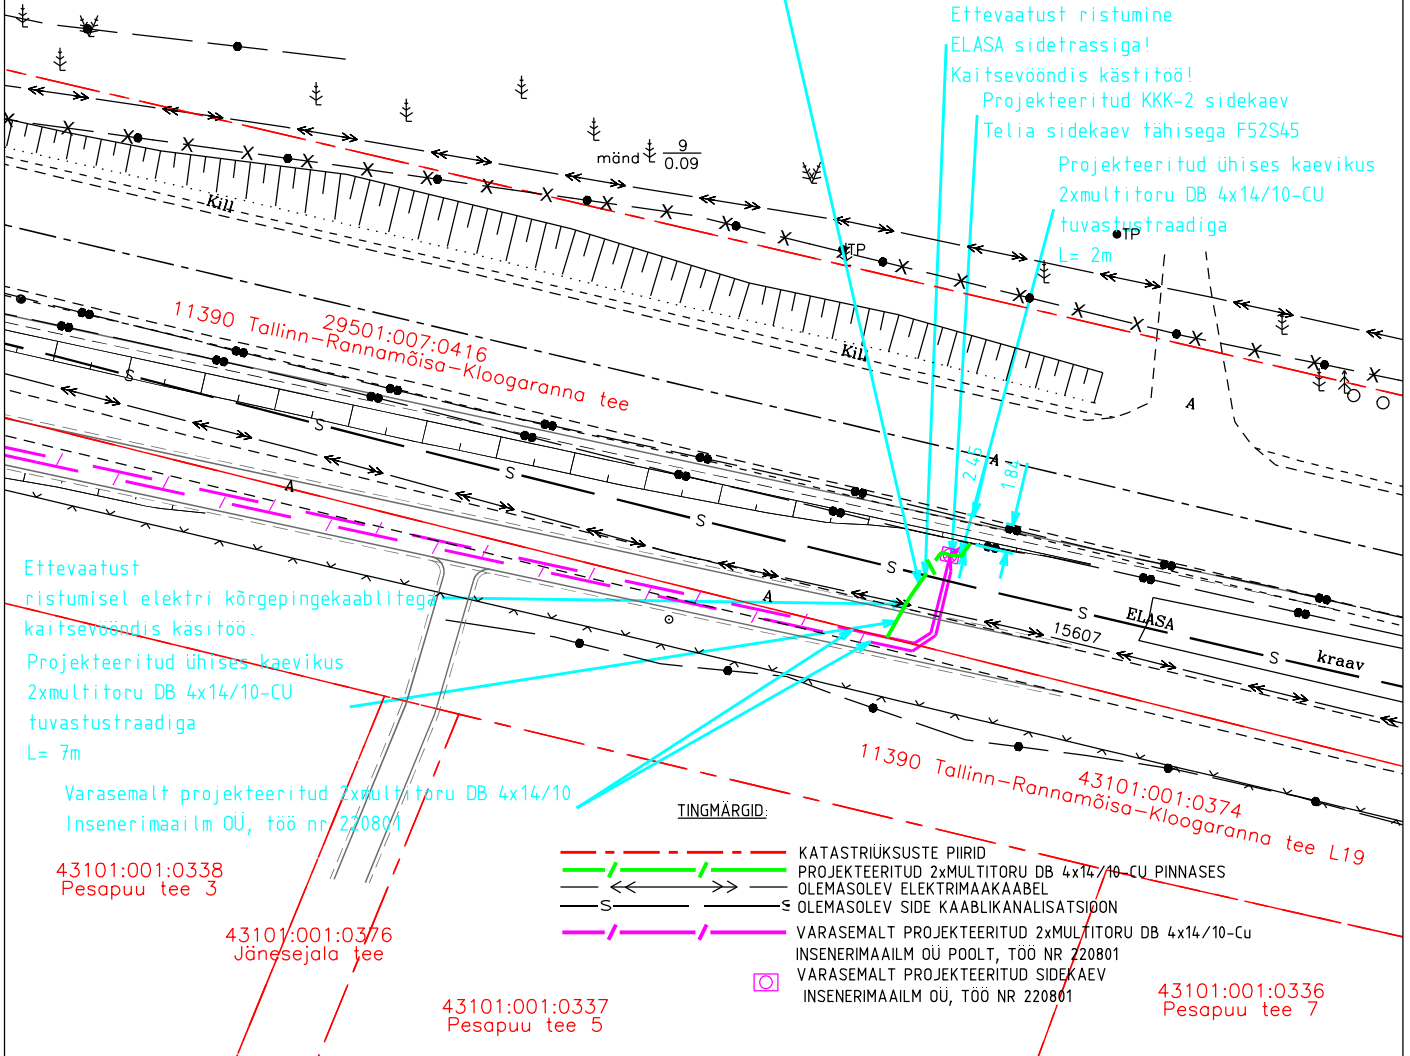 Ettevaatust ristumine
ELASA sidetrassiga!
Kaitsevööndis kästitöö!
Projekteeritud KKK-2 sidekaev
Telia sidekaev tähisega F52S45
Projekteeritud ühises kaevikus
2xmultitoru DB 4x14/10-CU
tuvastustraadiga
L= 2m
mänd 9
0.09
Kill
TP
TP
Kill
29501:007:0416
11390 Tallinn-Rannamõisa-Kloogaranna tee
A
A
A
A
S
S
S
S
S
S
245
184
ELASA
15607
kraav
Ettevaatust
ristumisel elektri kõrgepingekaablitega
kaitsevööndis käsitöö.
Projekteeritud ühises kaevikus
2xmultitoru DB 4x14/10-CU
tuvastustraadiga
L= 7m
Varasemalt projekteeritud 2xmultitoru DB 4x14/10
Insenerimaailm OÜ, töö nr 220801
43101:001:0374
11390 Tallinn-Rannamõisa-Kloogaranna tee L19
43101:001:0338
Pesapuu tee 3
43101:001:0376
Jänesejala tee
43101:001:0337
Pesapuu tee 5
43101:001:0336
Pesapuu tee 7
TINGMÄRGID:
KATASTRIÜKSUSTE PIIRID
PROJEKTEERITUD 2xMULTITORU DB 4x14/10-CU PINNASES
OLEMASOLEV ELEKTRIMAAKAABEL
S S OLEMASOLEV SIDE KAABLIKANALISATSIOON
VARASEMALT PROJEKTEERITUD 2xMULTITORU DB 4x14/10-Cu
INSENERIMAAILM OÜ POOLT, TÖÖ NR 220801
VARASEMALT PROJEKTEERITUD SIDEKAEV
INSENERIMAAILM OÜ, TÖÖ NR 220801